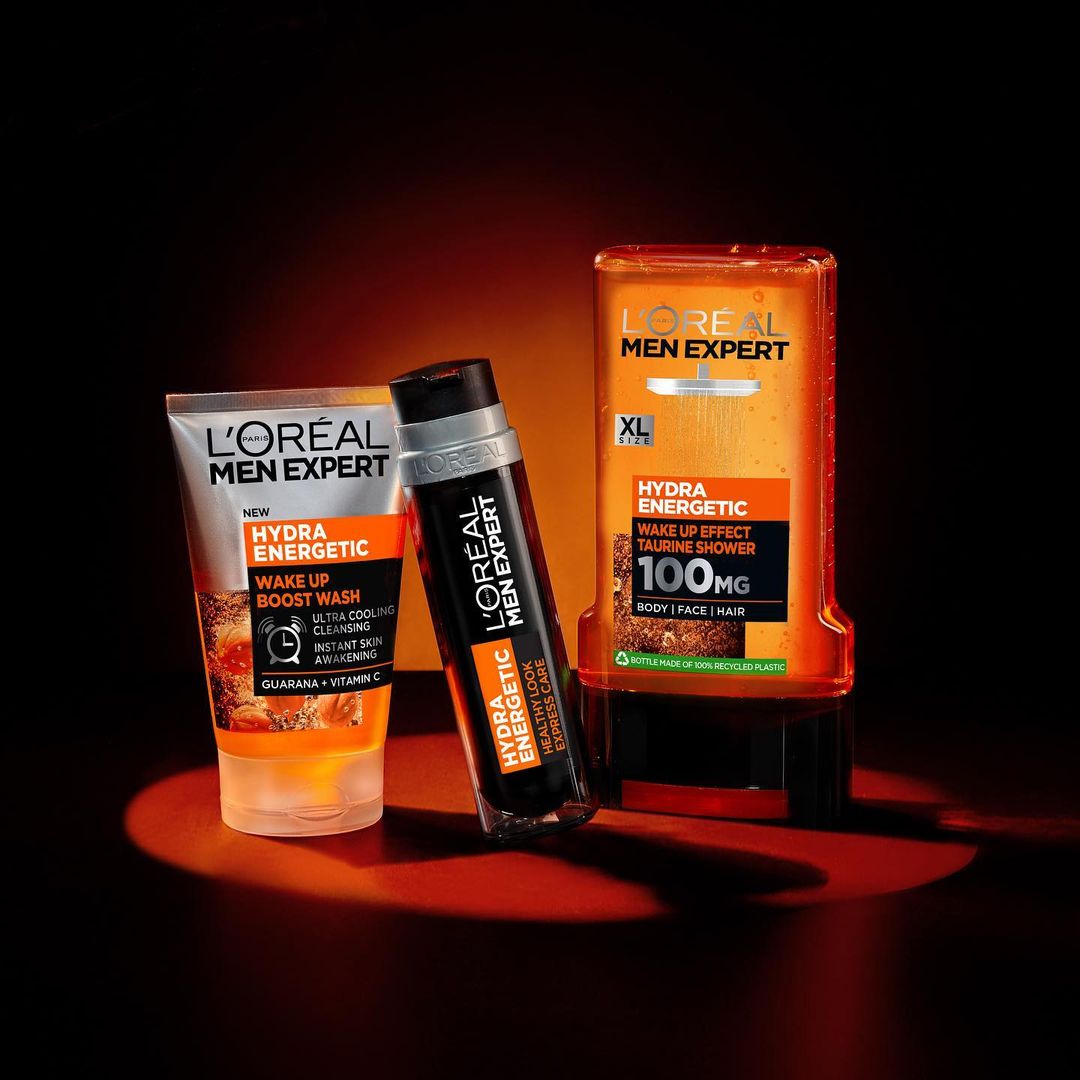 L'ORÉAL
PARIS
MEN EXPERT
NEW
HYDRA
ENERGETIC
WAKE UP
BOOST WASH
ULTRA COOLING
CLEANSING
INSTANT SKIN
AWAKENING
GUARANA + VITAMIN C
L'ORÉAL
PARIS
L'ORÉAL
PARIS
MEN EXPERT
HYDRA
ENERGETIC
HEALTHY LOOK
EXPRESS CARE
L'ORÉAL
PARIS
MEN EXPERT
XL
SIZE
HYDRA
ENERGETIC
WAKE UP EFFECT
TAURINE SHOWER
100MG
BODY | FACE | HAIR
BOTTLE MADE OF 100% RECYCLED PLASTIC